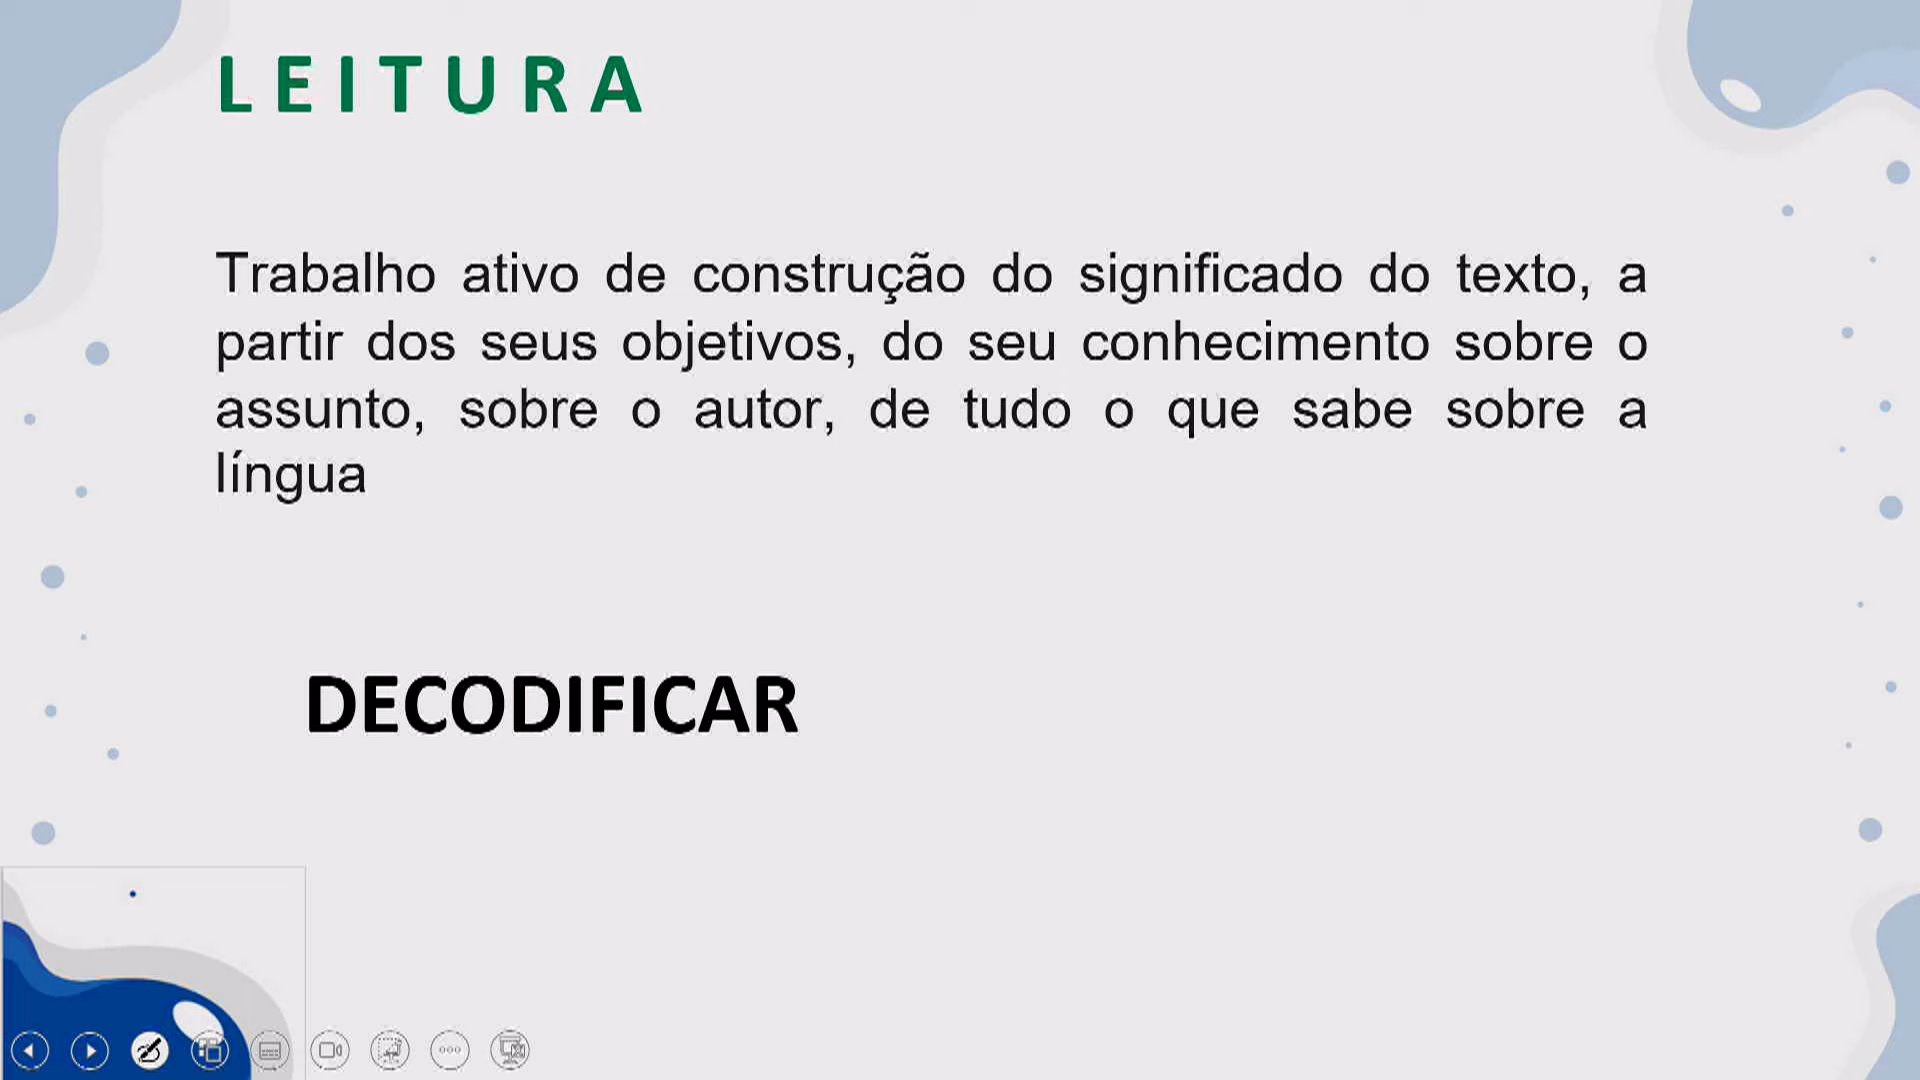 L E I T U R A
Trabalho ativo de construção do significado do texto, a
partir dos seus objetivos, do seu conhecimento sobre o
assunto, sobre o autor, de tudo o que sabe sobre a
língua
DECODIFICAR